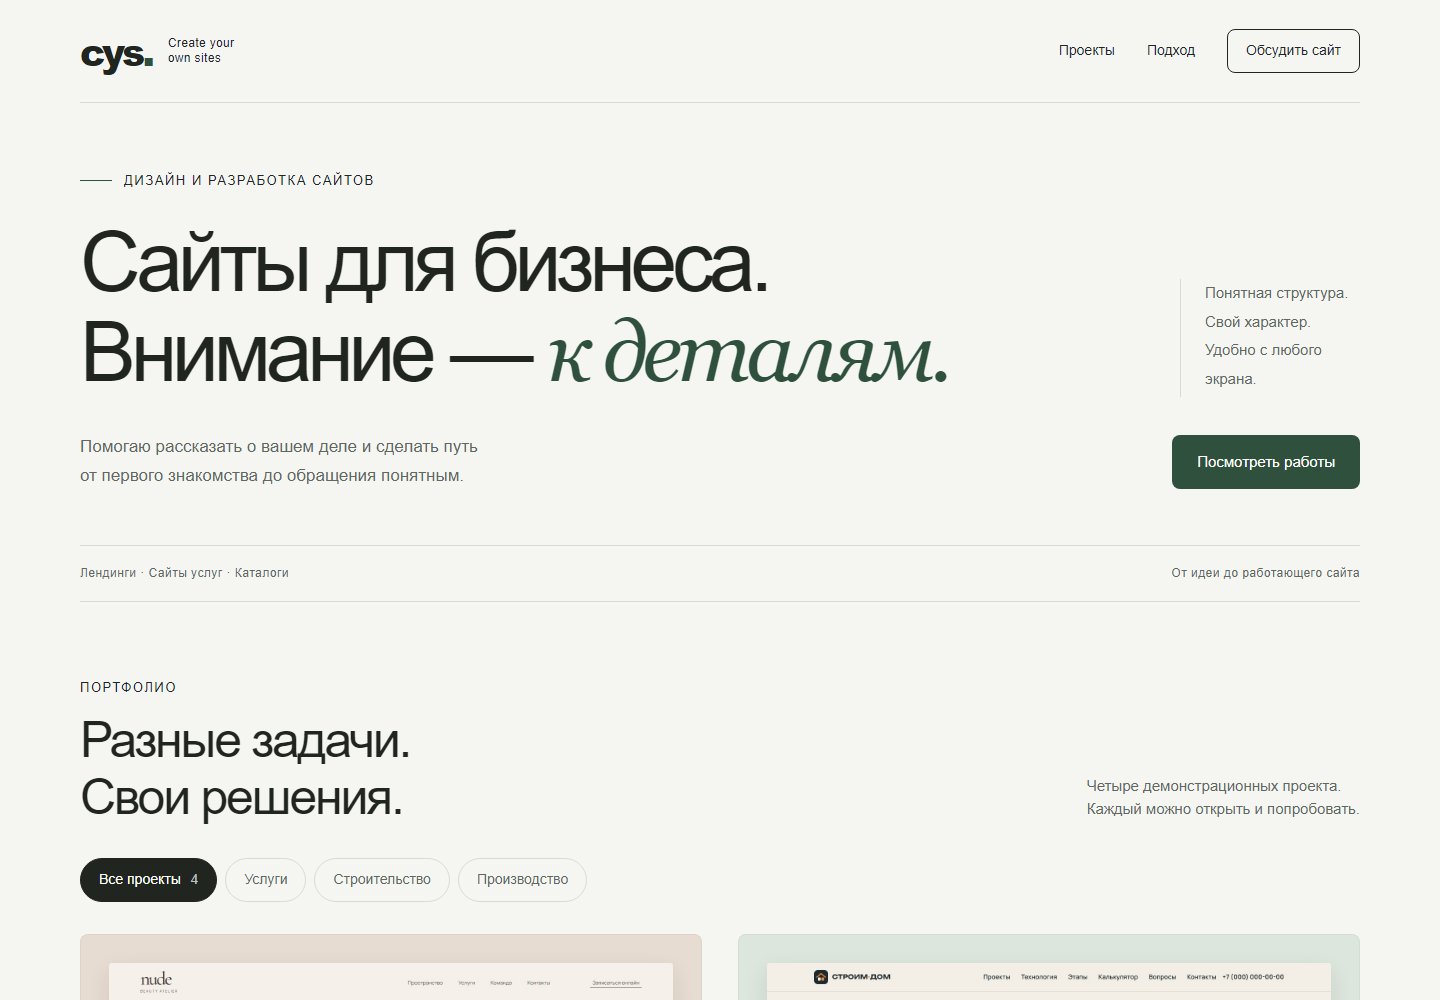 cys.
Create your
own sites
Проекты
Подход
Обсудить сайт
ДИЗАЙН И РАЗРАБОТКА САЙТОВ
Сайты для бизнеса.
Внимание — к деталям.
Понятная структура.
Свой характер.
Удобно с любого
экрана.
Помогаю рассказать о вашем деле и сделать путь
от первого знакомства до обращения понятным.
Посмотреть работы
Лендинги · Сайты услуг · Каталоги
От идеи до работающего сайта
ПОРТФОЛИО
Разные задачи.
Свои решения.
Четыре демонстрационных проекта.
Каждый можно открыть и попробовать.
Все проекты 4
Услуги
Строительство
Производство
nude
BEAUTY ATELIER
Пространство
Услуги
Команда
Контакты
Записаться онлайн
СТРОИМ-ДОМ
Проекты
Технология
Этапы
Калькулятор
Вопросы
Контакты
+7 (000) 000-00-00